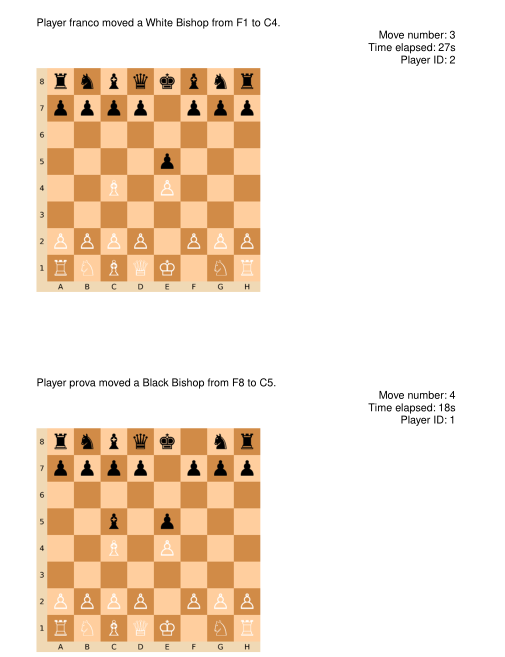 Player franco moved a White Bishop from F1 to C4.
Move number: 3
Time elapsed: 27s
Player ID: 2
8
7
6
5
4
3
2
1
A B C D E F G H
Player prova moved a Black Bishop from F8 to C5.
Move number: 4
Time elapsed: 18s
Player ID: 1
8
7
6
5
4
3
2
1
A B C D E F G H